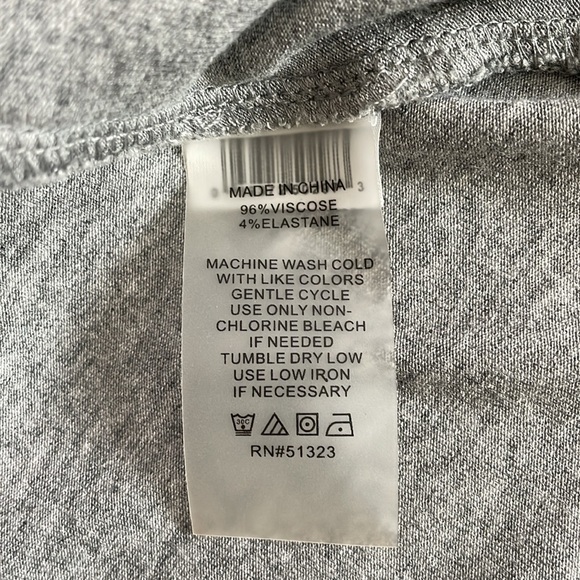 MADE IN CHINA
96%VISCOSE
4%ELASTANE
MACHINE WASH COLD
WITH LIKE COLORS
GENTLE CYCLE
USE ONLY NON-
CHLORINE BLEACH
IF NEEDED
TUMBLE DRY LOW
USE LOW IRON
IF NECESSARY
30C
RN#51323